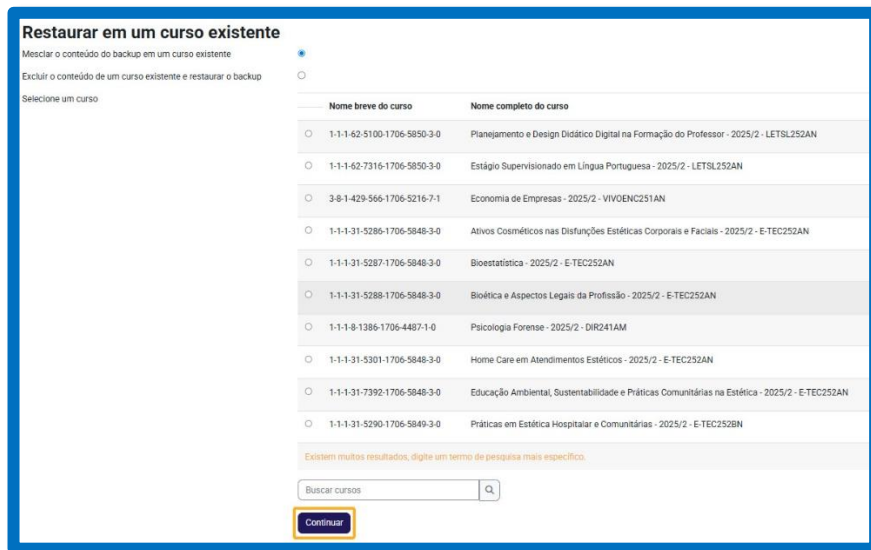 Restaurar em um curso existente
Mesclar o conteúdo do backup em um curso existente
Excluir o conteúdo de um curso existente e restaurar o backup
Selecione um curso
Nome breve do curso Nome completo do curso
1-1-1-62-5100-1706-5850-3-0 Planejamento e Design Didático Digital na Formação do Professor - 2025/2 - LETSL252AN
1-1-1-62-7316-1706-5850-3-0 Estágio Supervisionado em Língua Portuguesa - 2025/2 - LETSL252AN
3-8-1-429-566-1706-5216-7-1 Economia de Empresas - 2025/2 - VIVOENC251AN
1-1-1-31-5286-1706-5848-3-0 Ativos Cosméticos nas Disfunções Estéticas Corporais e Faciais - 2025/2 - E-TEC252AN
1-1-1-31-5287-1706-5848-3-0 Bioestatística - 2025/2 - E-TEC252AN
1-1-1-31-5288-1706-5848-3-0 Bioética e Aspectos Legais da Profissão - 2025/2 - E-TEC252AN
1-1-1-8-1386-1706-4487-1-0 Psicologia Forense - 2025/2 - DIR241AM
1-1-1-31-5301-1706-5848-3-0 Home Care em Atendimentos Estéticos - 2025/2 - E-TEC252AN
1-1-1-31-7392-1706-5848-3-0 Educação Ambiental, Sustentabilidade e Práticas Comunitárias na Estética - 2025/2 - E-TEC252AN
1-1-1-31-5290-1706-5849-3-0 Práticas em Estética Hospitalar e Comunitárias - 2025/2 - E-TEC252BN
Existem muitos resultados, digite um termo de pesquisa mais específico.
Buscar cursos
Continuar